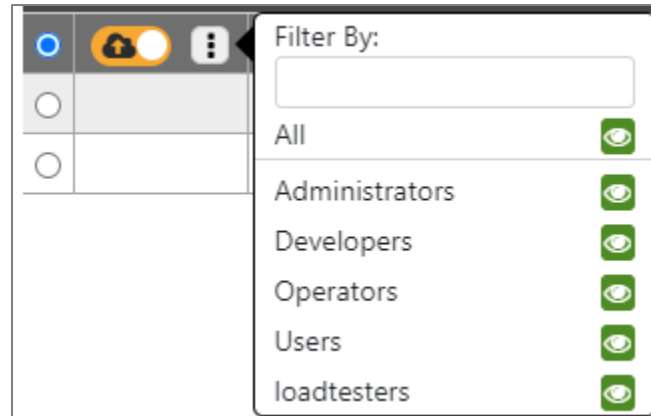 Filter By:
All
Administrators
Developers
Operators
Users
loadtesters